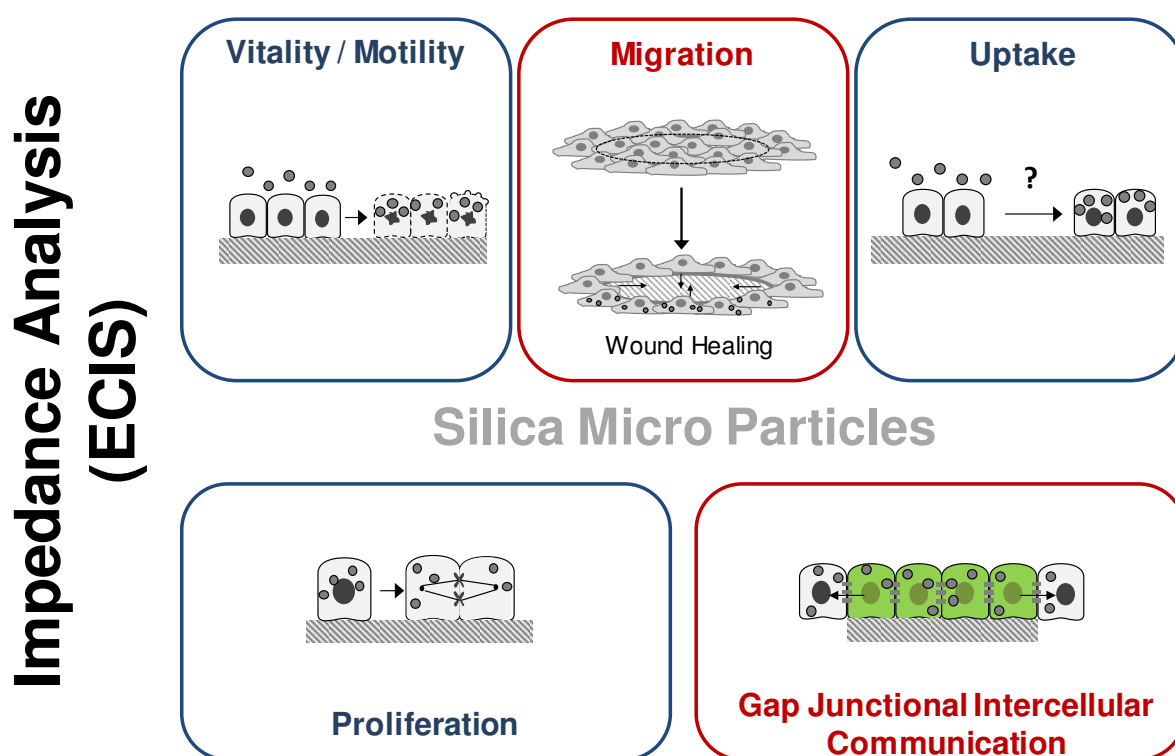 Impedance Analysis
(ECIS)
Vitality / Motility
Migration
Uptake
?
Wound Healing
Silica Micro Particles
Proliferation
Gap Junctional Intercellular
Communication